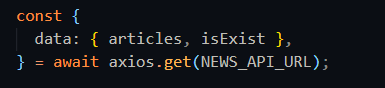 const {
  data: { articles, isExist },
} = await axios.get(NEWS_API_URL);